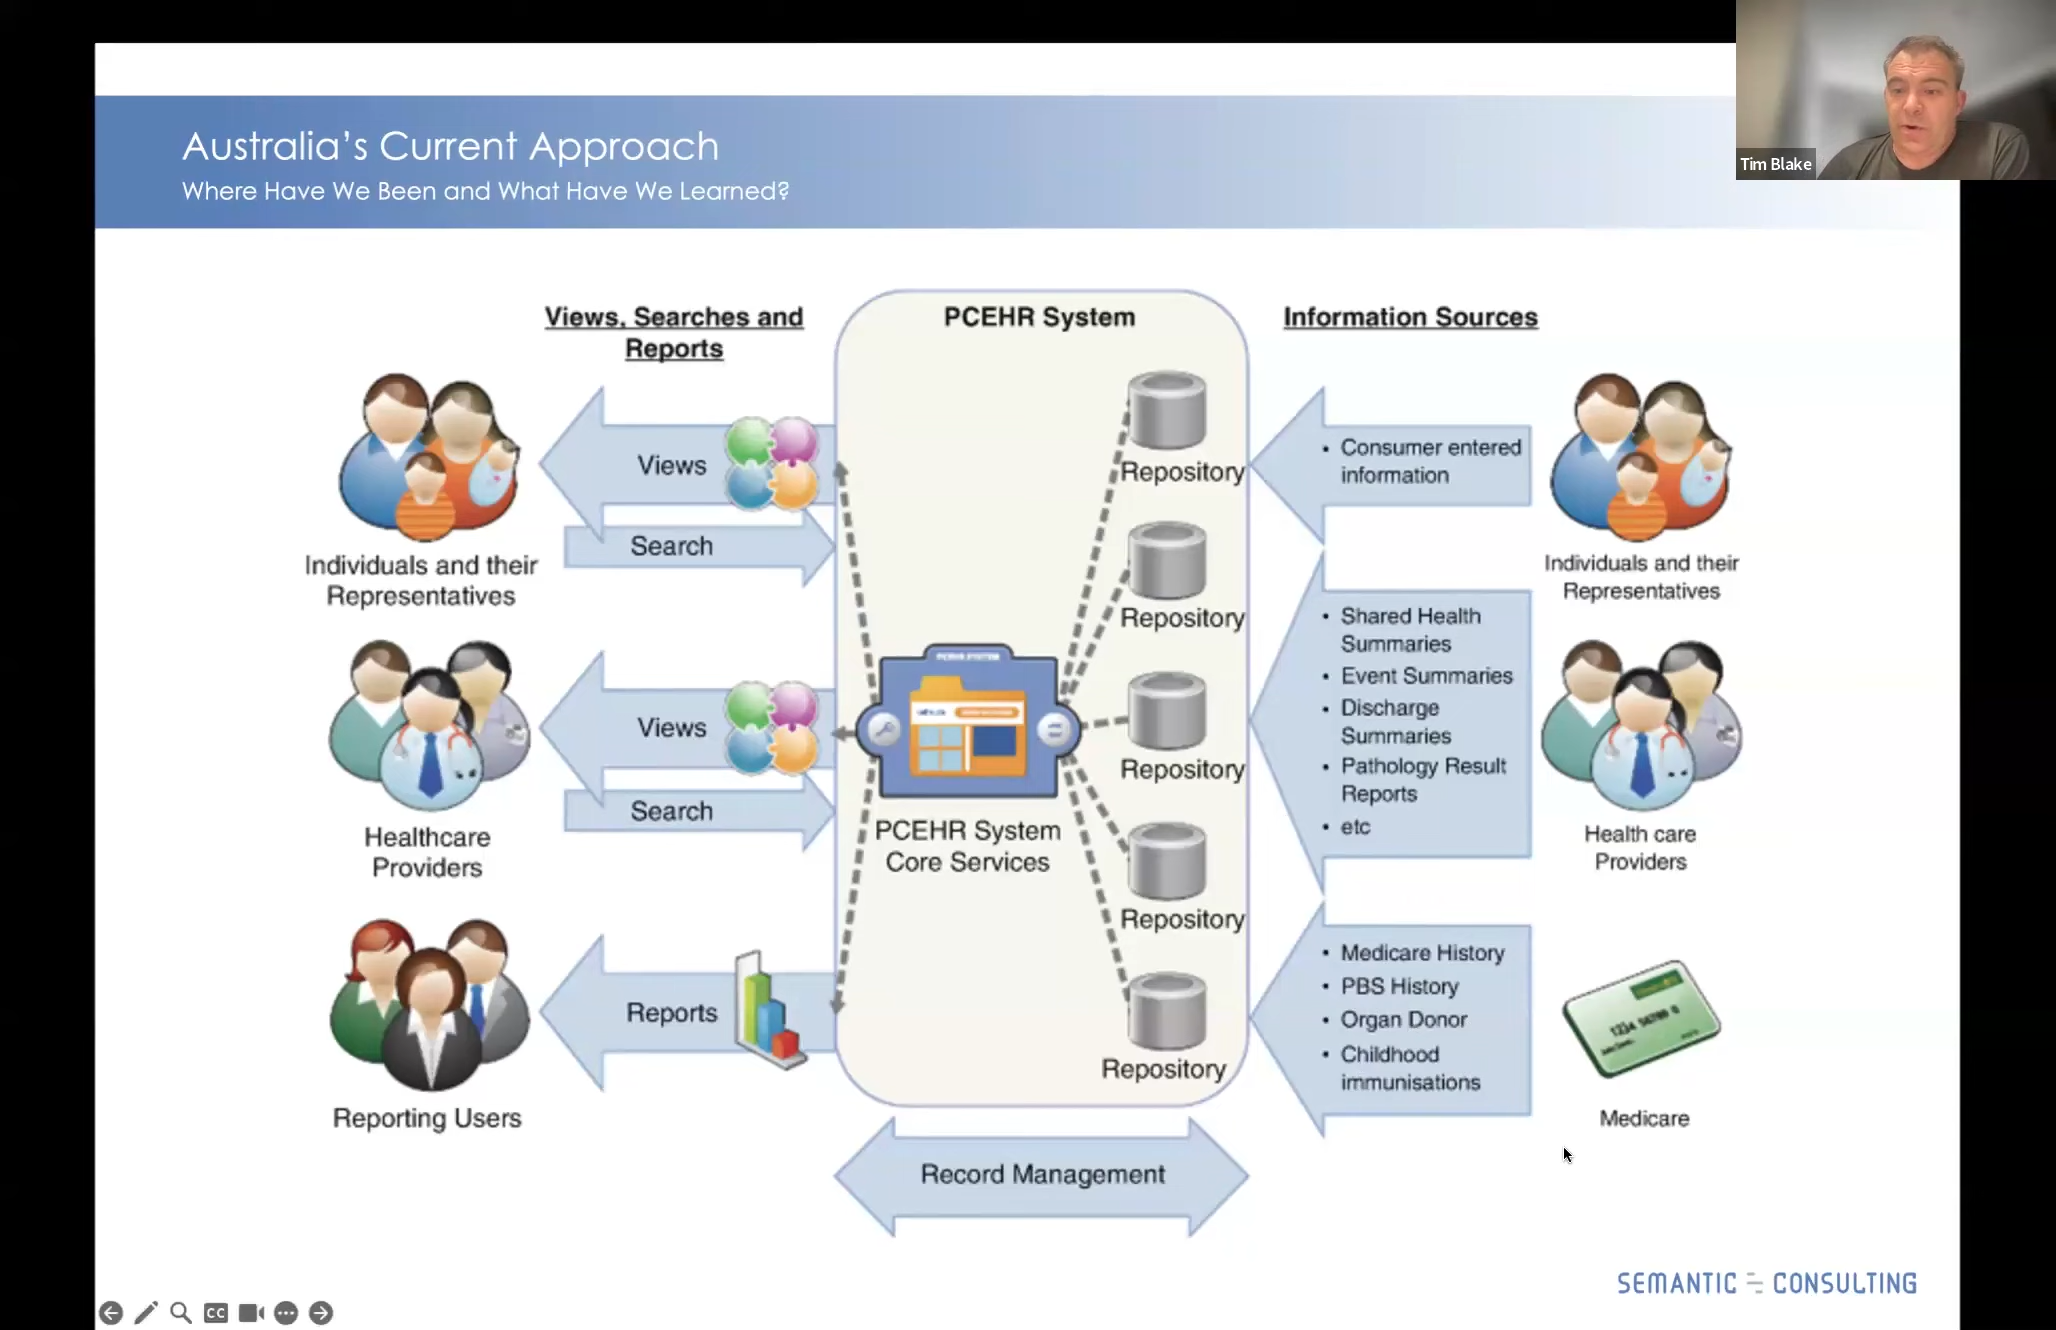 Australia's Current Approach
Where Have We Been and What Have We Learned?
Tim Blake
Views, Searches and
Reports
PCEHR System
Information Sources
Views
Search
Individuals and their
Representatives
Views
Search
Healthcare
Providers
Reports
Reporting Users
PCEHR SYSTEM
PCEHR System
Core Services
Repository
Repository
Repository
Repository
Repository
Record Management
• Consumer entered
information
Individuals and their
Representatives
• Shared Health
Summaries
• Event Summaries
• Discharge
Summaries
• Pathology Result
Reports
• etc
Health care
Providers
• Medicare History
• PBS History
• Organ Donor
• Childhood
immunisations
Medicare
SEMANTIC CONSULTING
CC